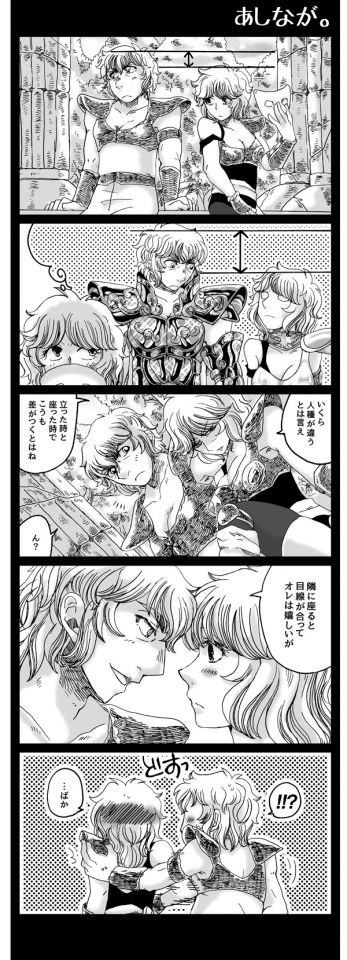 あしなが。
いくら
人種が違う
とは言え
立った時と
座った時で
こうも
差がつくとはね
ん？
隣に座ると
目線が合って
オレは嬉しいが
どすっ
!!?
…ばか